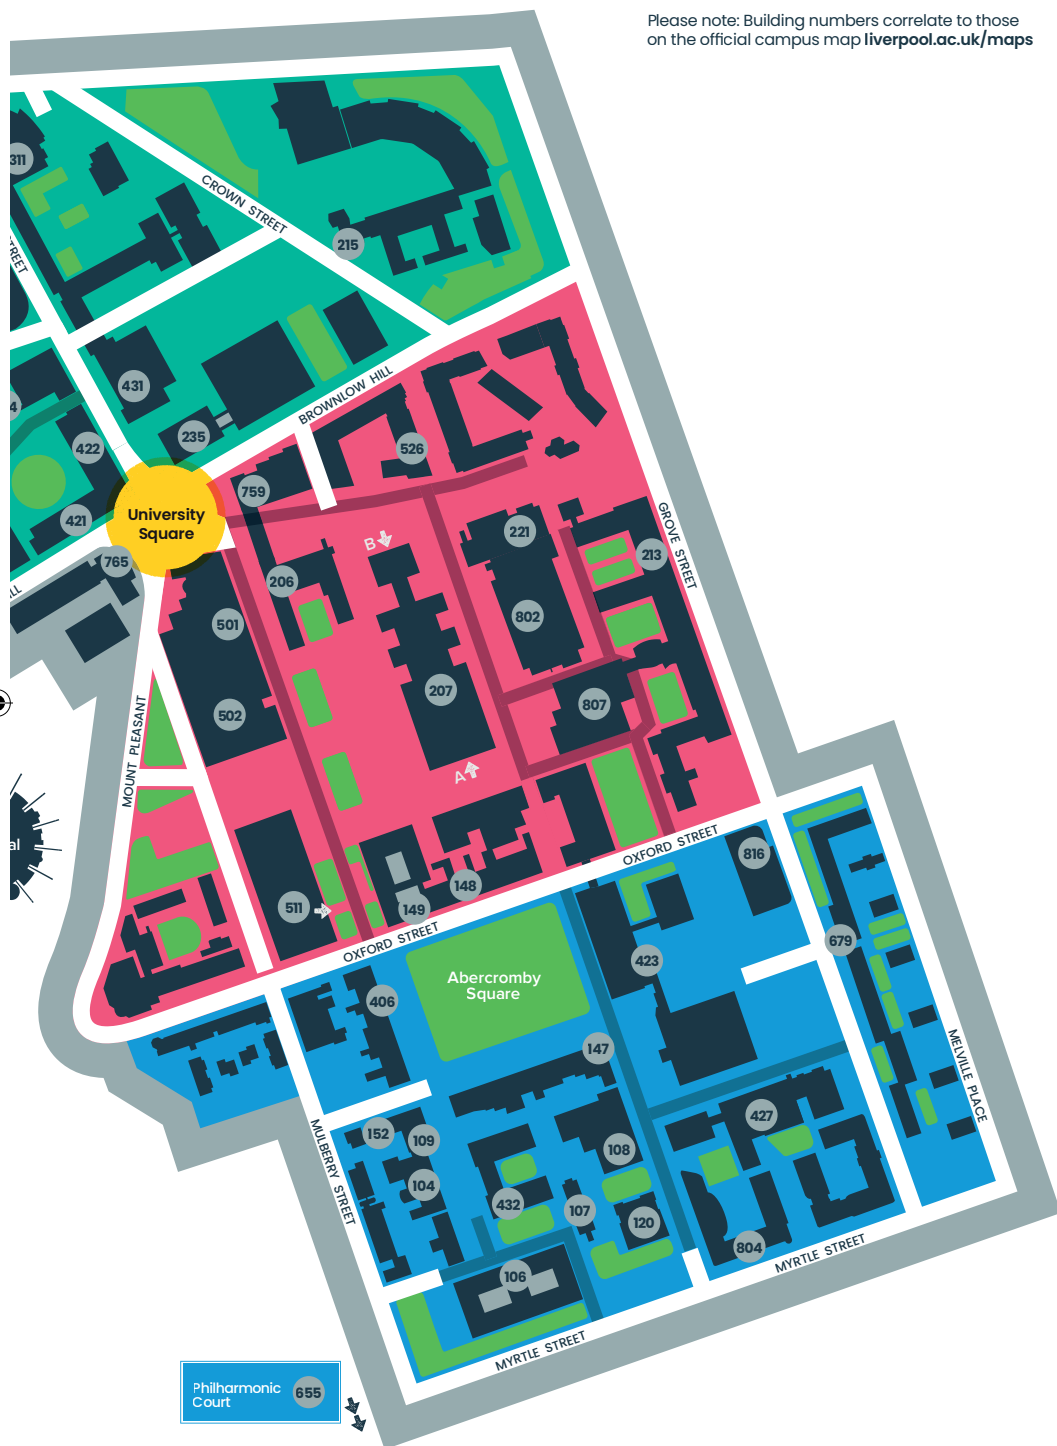 Please note: Building numbers correlate to those
on the official campus map liverpool.ac.uk/maps
311
CROWN STREET
215
BROWNLOW HILL
431
235
422
421
526
759
University
Square
765
B
221
GROVE STREET
213
206
501
802
207
502
807
MOUNT PLEASANT
A
OXFORD STREET
816
148
149
511
OXFORD STREET
679
423
Abercromby
Square
406
147
MELVILLE PLACE
427
152
109
108
MULBERRY STREET
104
432
107
120
804
MYRTLE STREET
106
MYRTLE STREET
Philharmonic
Court
655